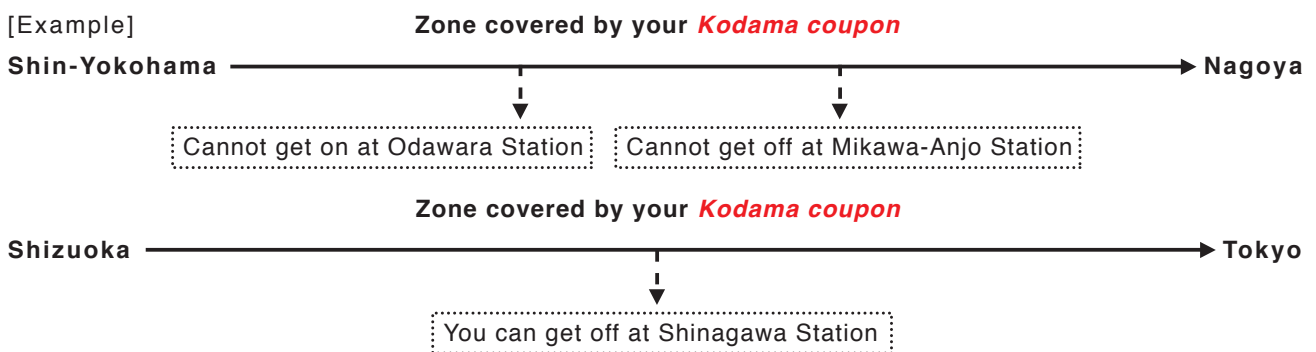 [Example]
Zone covered by your Kodama coupon
Shin-Yokohama Nagoya
Cannot get on at Odawara Station Cannot get off at Mikawa-Anjo Station
Zone covered by your Kodama coupon
Shizuoka Tokyo
You can get off at Shinagawa Station